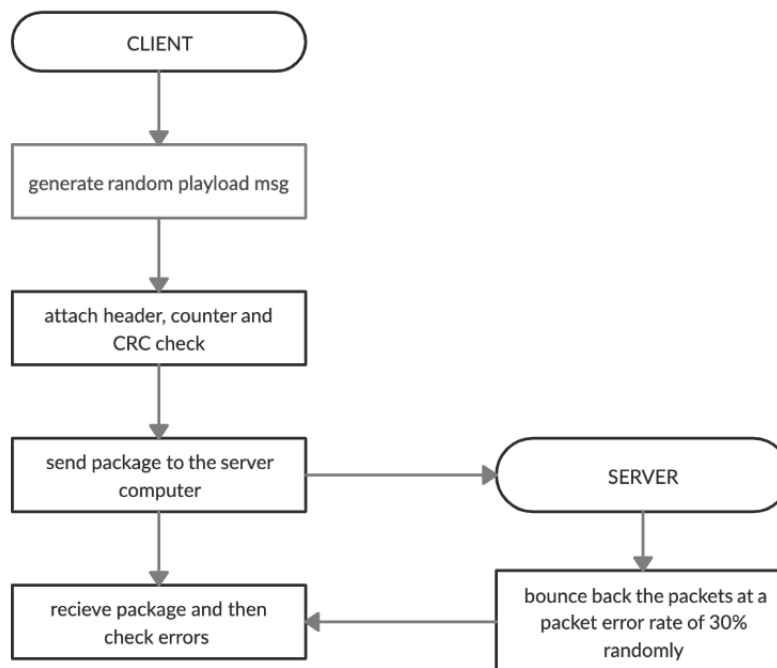 CLIENT
generate random playload msg
attach header, counter and
CRC check
send package to the server
computer
SERVER
recieve package and then
check errors
bounce back the packets at a
packet error rate of 30%
randomly